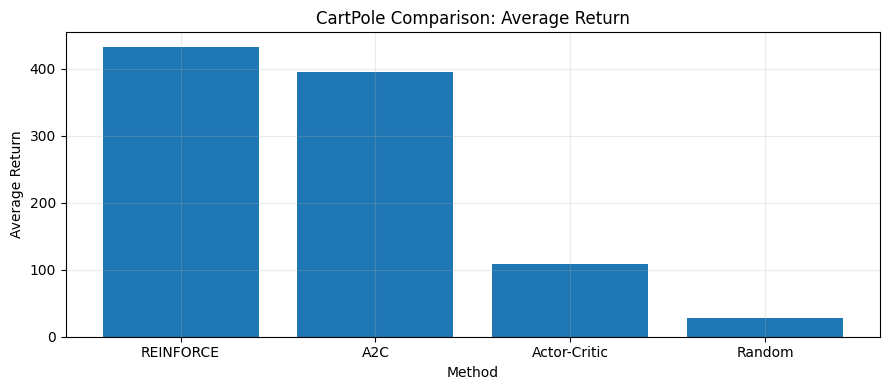 CartPole Comparison: Average Return
Average Return
400
300
200
100
0
REINFORCE A2C Actor-Critic Random
Method